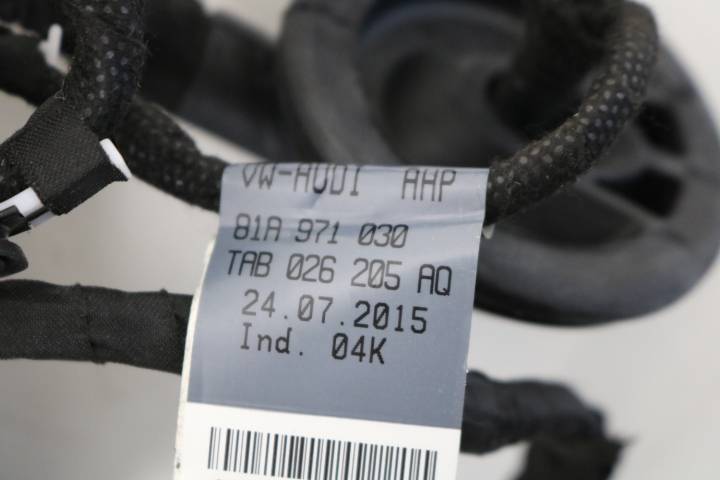 VW-AUDI AHP
81A 971 030
TAB 026 205 AQ
24.07.2015
Ind. 04K